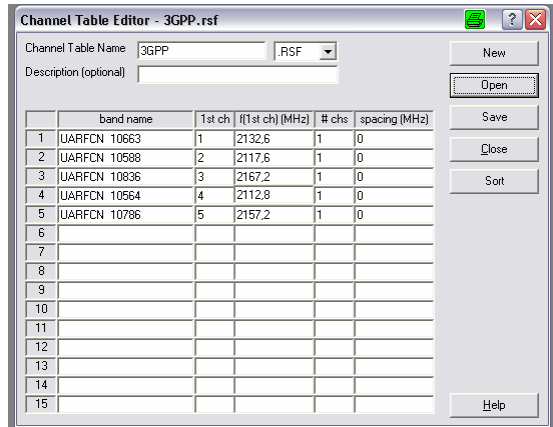 Channel Table Editor - 3GPP.rsf ?
Channel Table Name 3GPP .RSF New
Description (optional) Open
band name 1st ch f(1st ch) (MHz) # chs spacing (MHz) Save
1 UARFCN 10663 1 2132,6 1 0
2 UARFCN 10588 2 2117,6 1 0 Close
3 UARFCN 10836 3 2167,2 1 0 Sort
4 UARFCN 10564 4 2112,8 1 0
5 UARFCN 10786 5 2157,2 1 0
6
7
8
9
10
11
12
13
14
15 Help